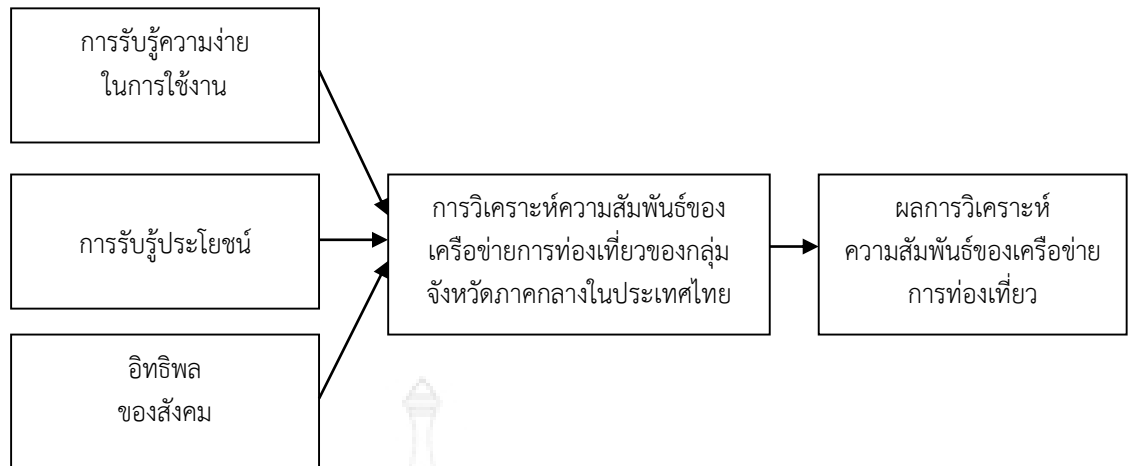 การรับรู้ความง่าย
ในการใช้งาน
การรับรู้ประโยชน์
อิทธิพล
ของสังคม
การวิเคราะห์ความสัมพันธ์ของ
เครือข่ายการท่องเที่ยวของกลุ่ม
จังหวัดภาคกลางในประเทศไทย
ผลการวิเคราะห์
ความสัมพันธ์ของเครือข่าย
การท่องเที่ยว